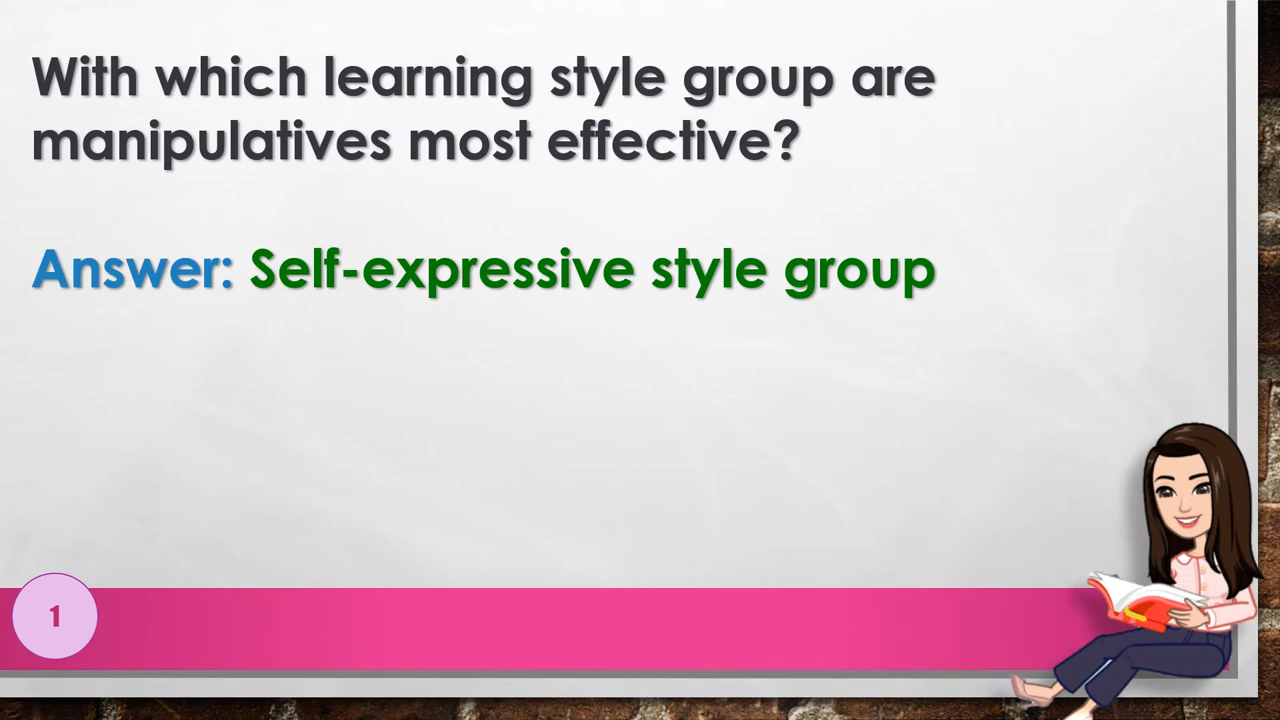 With which learning style group are
manipulatives most effective?
Answer: Self-expressive style group
1